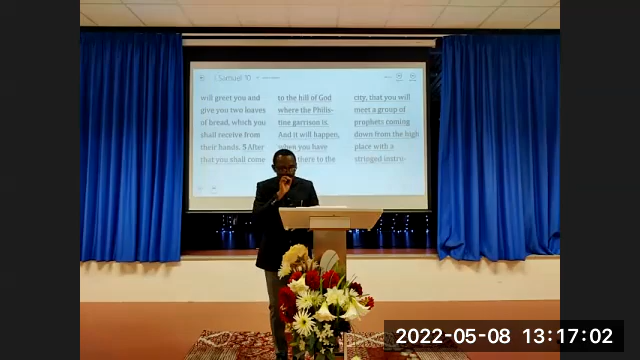 1 Samuel 10
will greet you and
give you two loaves
of bread, which you
shall receive from
their hands. 5 After
that you shall come
to the hill of God
where the Philis-
tine garrison is.
And it will happen,
when you have
there to the
city, that you will
meet a group of
prophets coming
down from the high
place with a
stringed instru-
2022-05-08 13:17:02